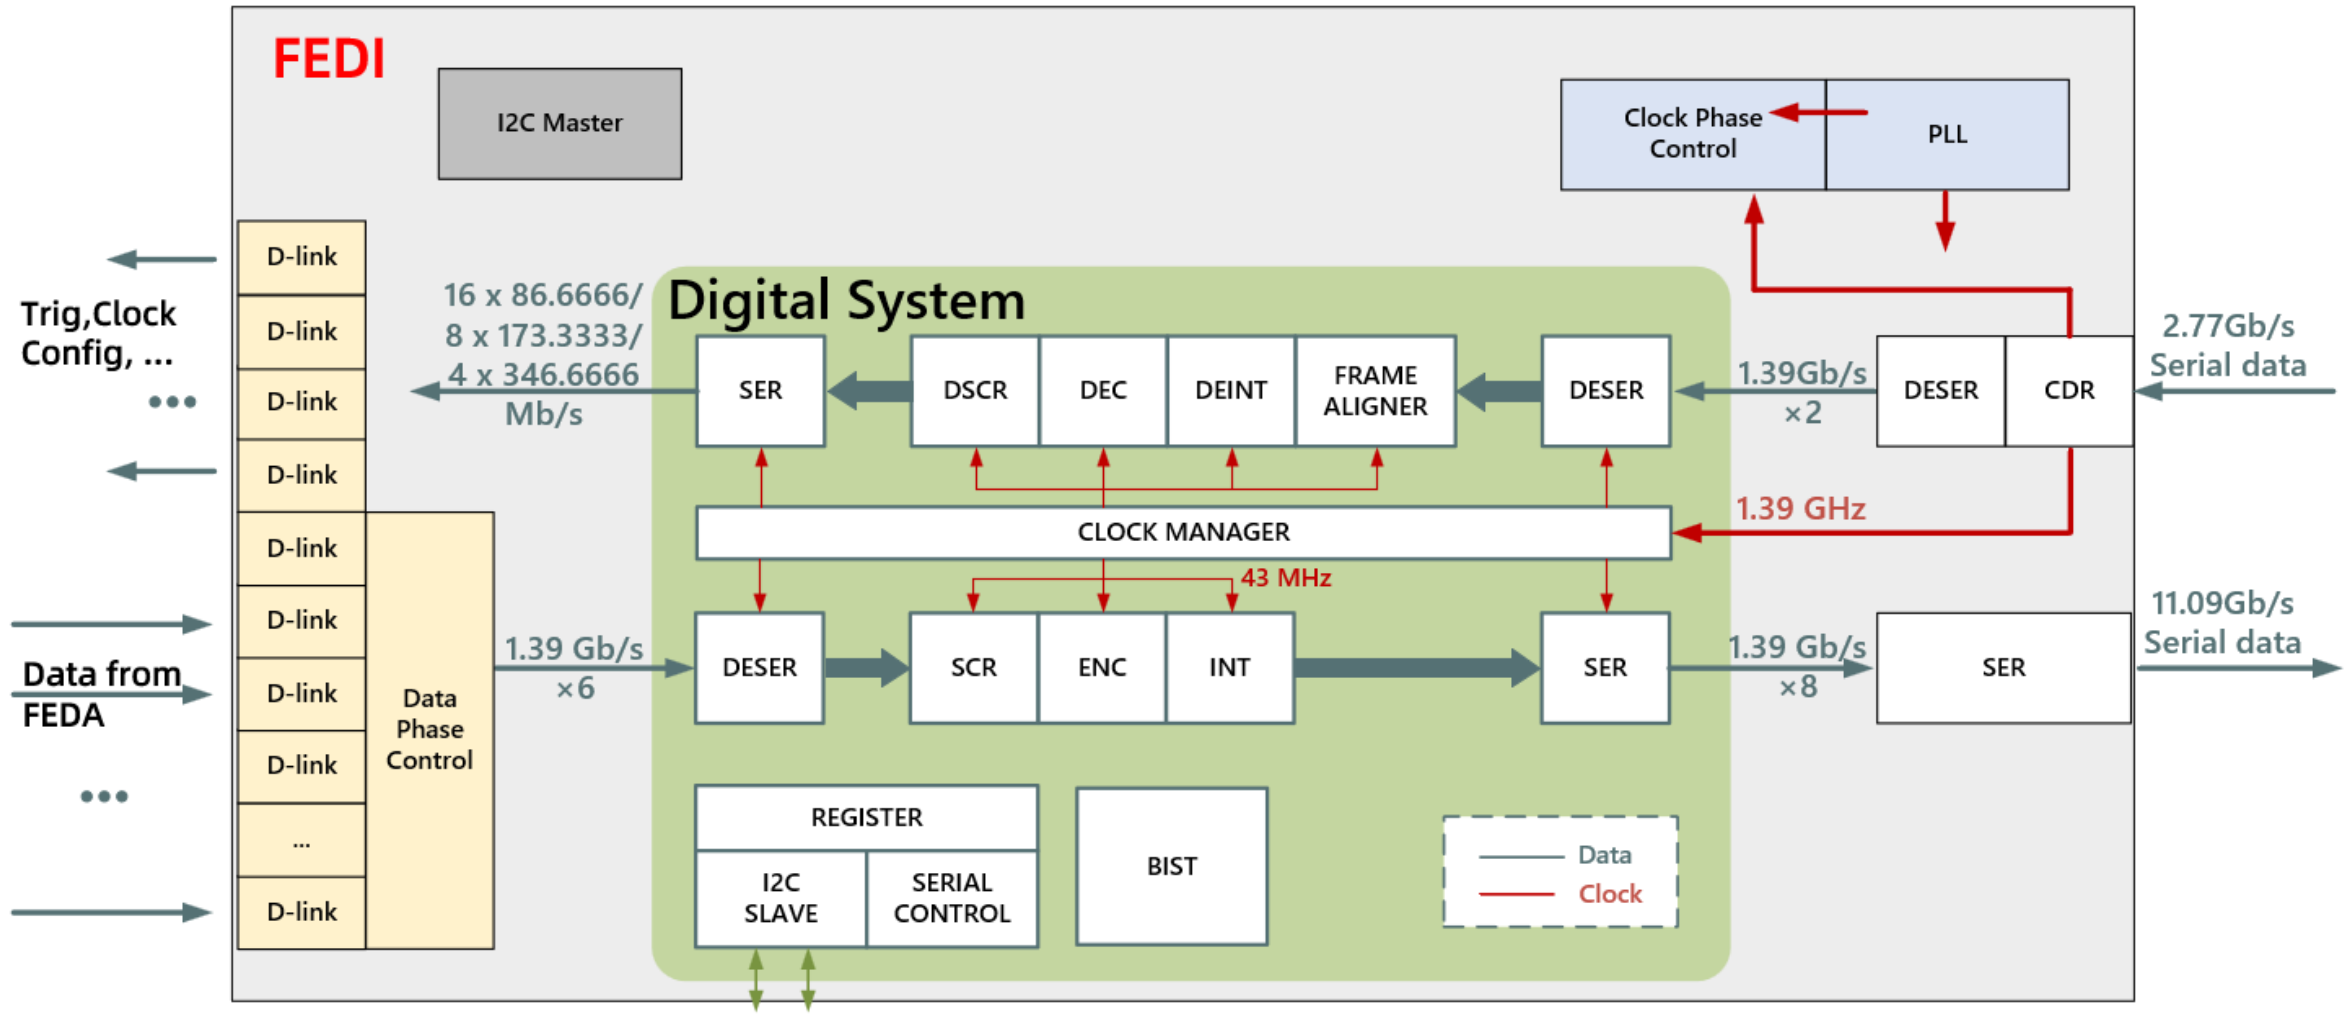 FEDI
I2C Master
Clock Phase
Control
PLL
D-link
D-link
D-link
D-link
D-link
D-link
D-link
D-link
...
D-link
Trig,Clock
Config, ...
•••
Data from
FEDA
•••
Data
Phase
Control
16 x 86.6666/
8 x 173.3333/
4 x 346.6666
Mb/s
Digital System
SER
DSCR
DEC
DEINT
FRAME
ALIGNER
DESER
1.39Gb/s
×2
DESER
CDR
2.77Gb/s
Serial data
CLOCK MANAGER
1.39 GHz
43 MHz
1.39 Gb/s
×6
DESER
SCR
ENC
INT
SER
1.39 Gb/s
×8
SER
11.09Gb/s
Serial data
REGISTER
I2C
SLAVE
SERIAL
CONTROL
BIST
Data
Clock